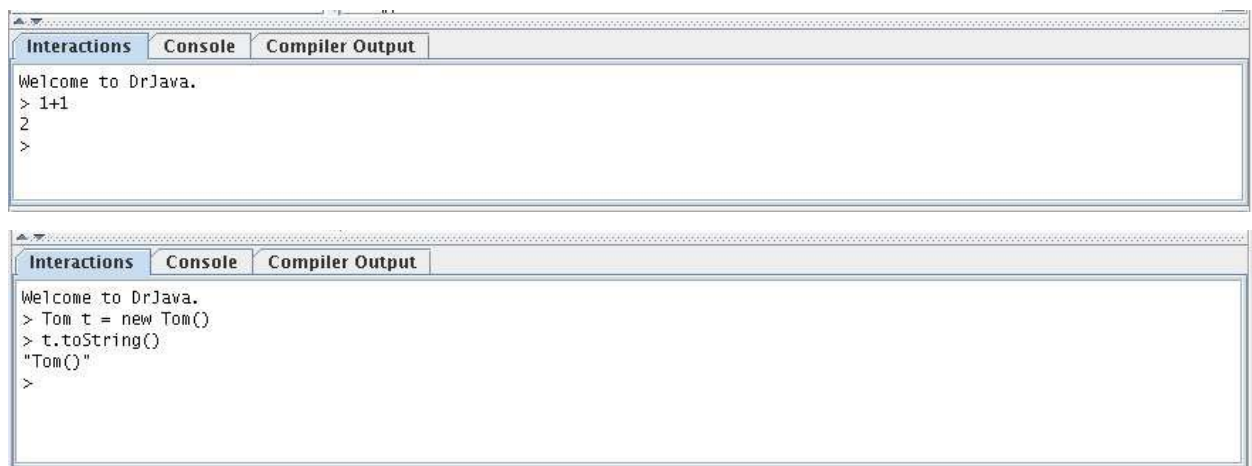 Interactions Console Compiler Output
Welcome to DrJava.
> 1+1
2
>
Interactions Console Compiler Output
Welcome to DrJava.
> Tom t = new Tom()
> t.toString()
"Tom()"
>